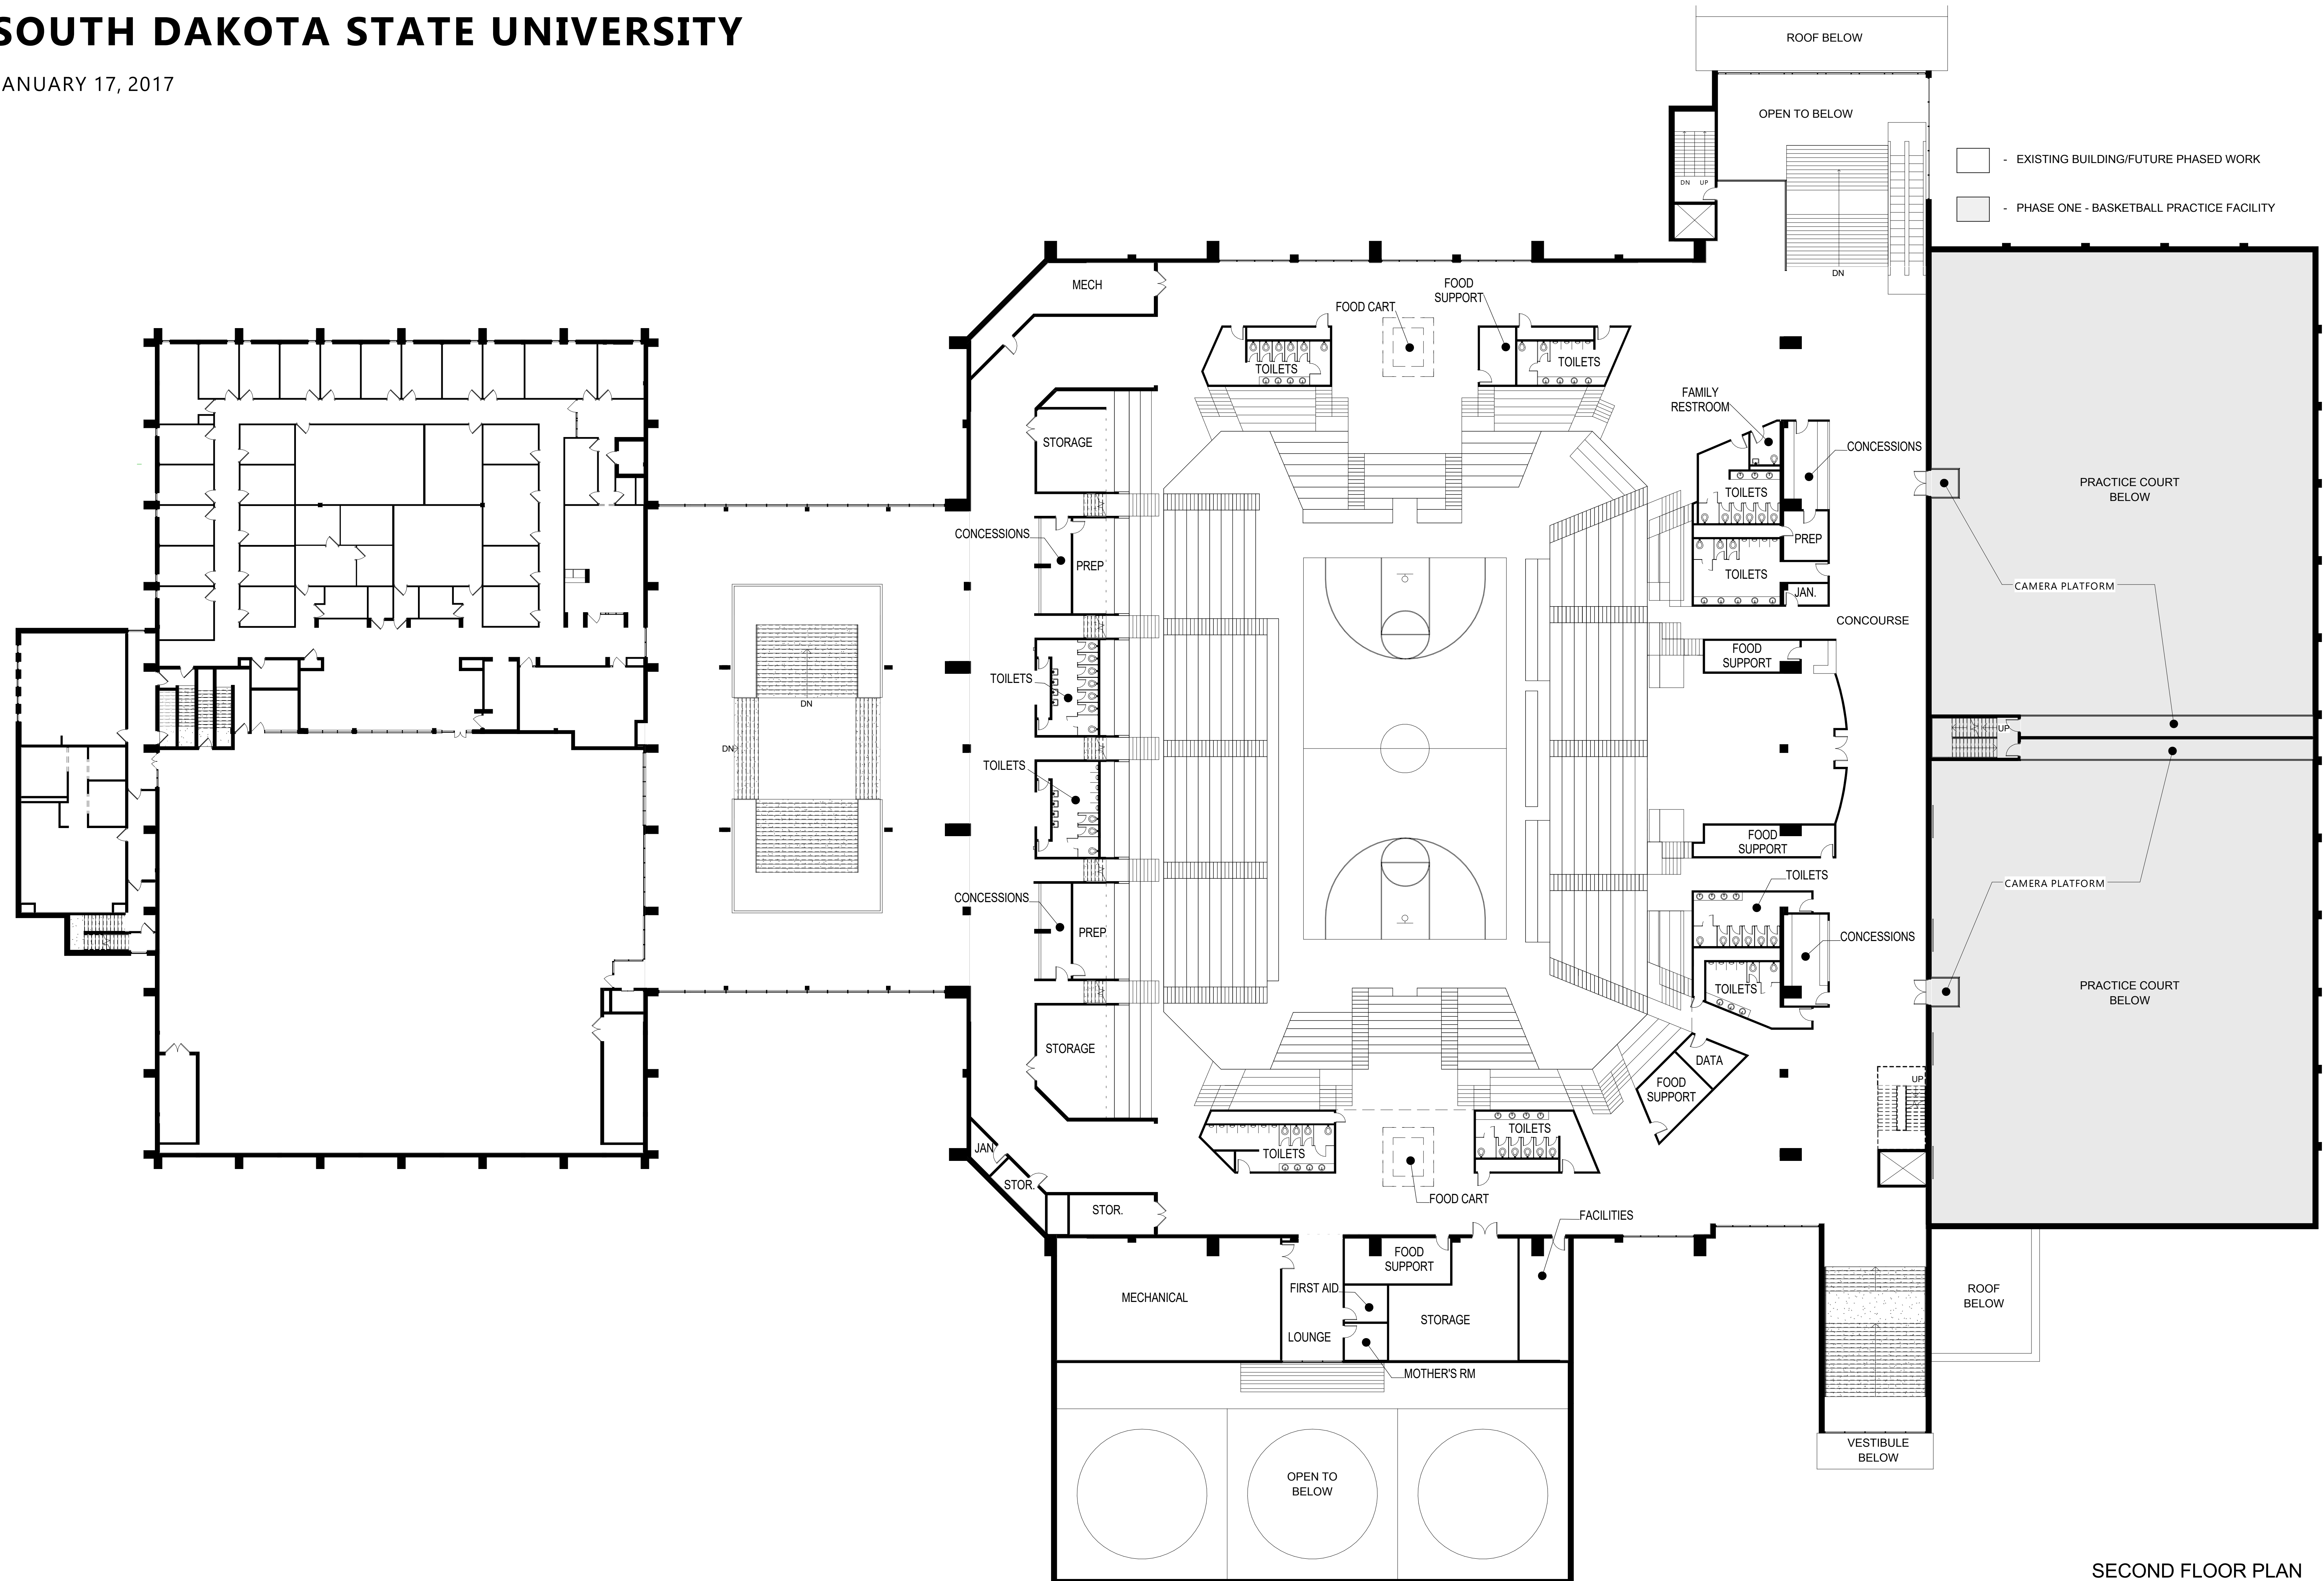 SOUTH DAKOTA STATE UNIVERSITY
ANUARY 17, 2017
ROOF BELOW
OPEN TO BELOW
- EXISTING BUILDING/FUTURE PHASED WORK
DN UP
- PHASE ONE - BASKETBALL PRACTICE FACILITY
DN
MECH
FOOD
SUPPORT
FOOD CART
TOILETS
TOILETS
FAMILY
RESTROOM
STORAGE
CONCESSIONS
PRACTICE COURT
BELOW
TOILETS
CONCESSIONS
PREP
PREP
TOILETS
JAN.
CAMERA PLATFORM
CONCOURSE
FOOD
SUPPORT
TOILETS
DN
UP
DN
TOILETS
FOOD
SUPPORT
TOILETS
CAMERA PLATFORM
CONCESSIONS
PREP
CONCESSIONS
TOILETS
PRACTICE COURT
BELOW
STORAGE
DATA
FOOD
SUPPORT
UP
TOILETS
JAN
TOILETS
STOR.
FOOD CART
STOR.
FACILITIES
FOOD
SUPPORT
FIRST AID
MECHANICAL
ROOF
BELOW
STORAGE
LOUNGE
MOTHER'S RM
VESTIBULE
BELOW
OPEN TO
BELOW
SECOND FLOOR PLAN